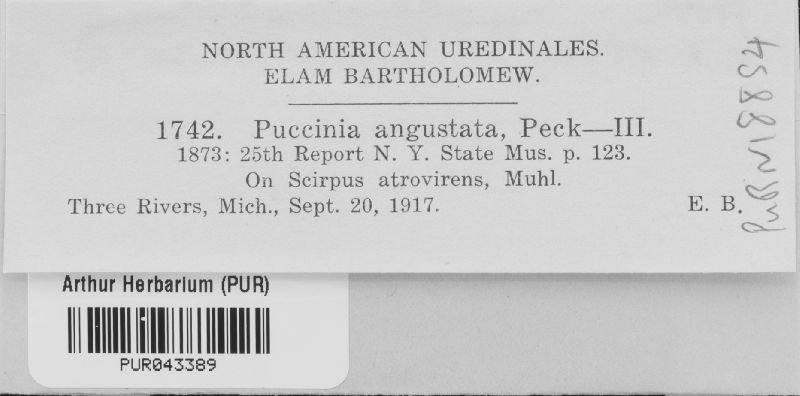 NORTH AMERICAN UREDINALES.
ELAM BARTHOLOMEW.
1742. Puccinia angustata, Peck—III.
1873: 25th Report N. Y. State Mus. p. 123.
On Scirpus atrovirens, Muhl.
Three Rivers, Mich., Sept. 20, 1917. E. B.
Arthur Herbarium (PUR)
PUR043389